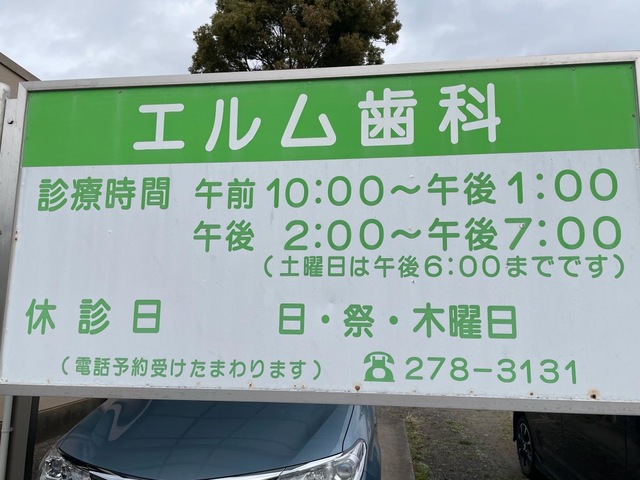 エルム歯科
診療時間 午前 10:00〜午後 1:00
午後 2:00〜午後 7:00
(土曜日は午後6:00までです)
休診日 日・祭・木曜日
(電話予約受けたまわります) ☎ 278-3131